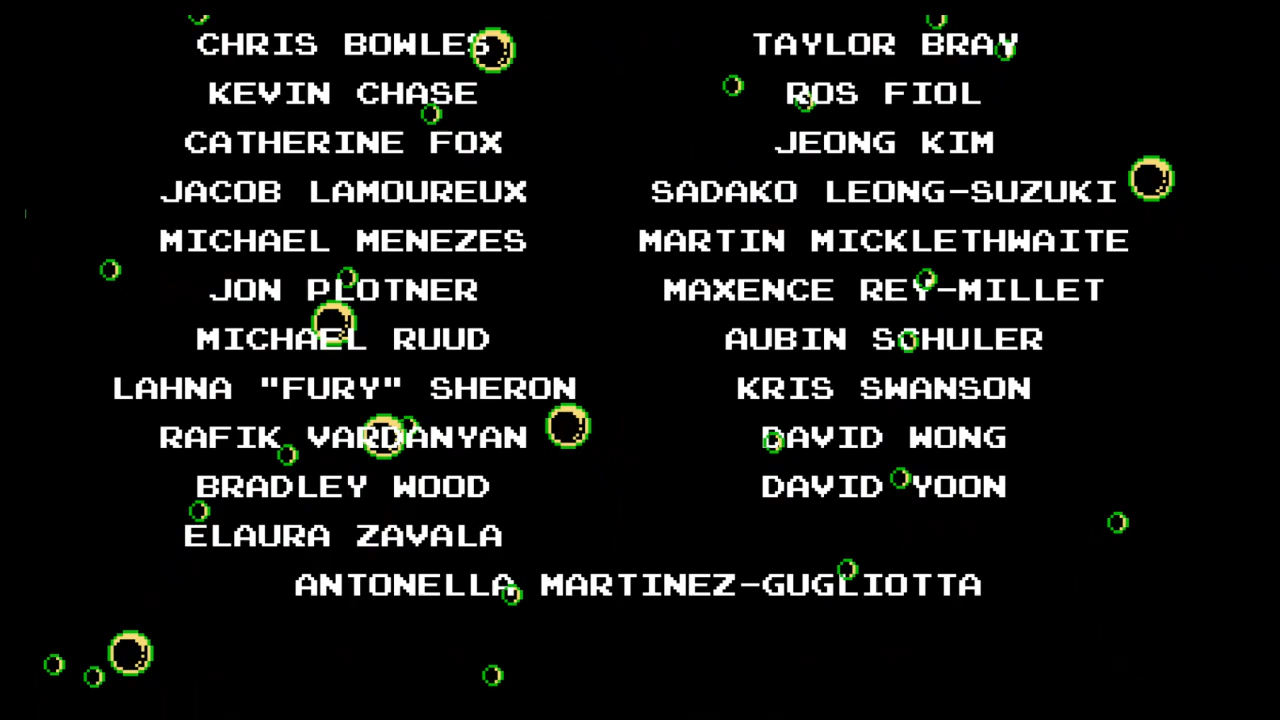 CHRIS BOWLES TAYLOR BRAY
KEVIN CHASE ROS FIOL
CATHERINE FOX JEONG KIM
JACOB LAMOUREUX SADAKO LEONG-SUZUKI
MICHAEL MENEZES MARTIN MICKLETHWAITE
JON PLOTNER MAXENCE REY-MILLET
MICHAEL RUUD AUBIN SCHULER
LAHNA "FURY" SHERON KRIS SWANSON
RAFIK VARDANYAN DAVID WONG
BRADLEY WOOD DAVID YOON
ELAURA ZAVALA
ANTONELLA MARTINEZ-GUGLIOTTA